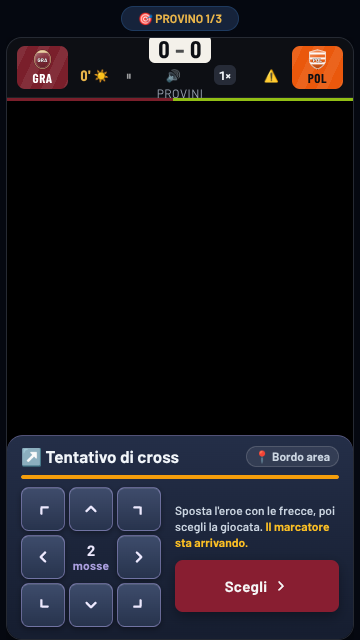 🎯 PROVINO 1/3
GRA
GRA
0'
0 - 0
1×
POL
PROVINI
↗️ Tentativo di cross
📍 Bordo area
2
mosse
Sposta l'eroe con le frecce, poi
scegli la giocata. Il marcatore
sta arrivando.
Scegli